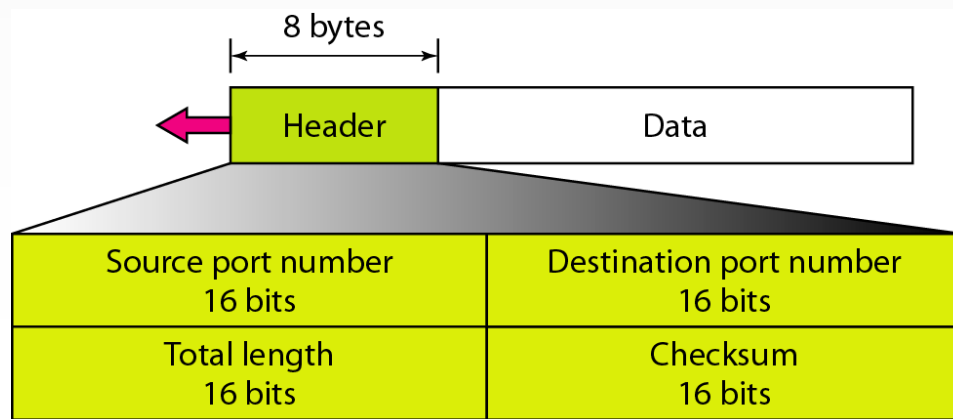 8 bytes
Header
Data
Source port number
16 bits
Destination port number
16 bits
Total length
16 bits
Checksum
16 bits